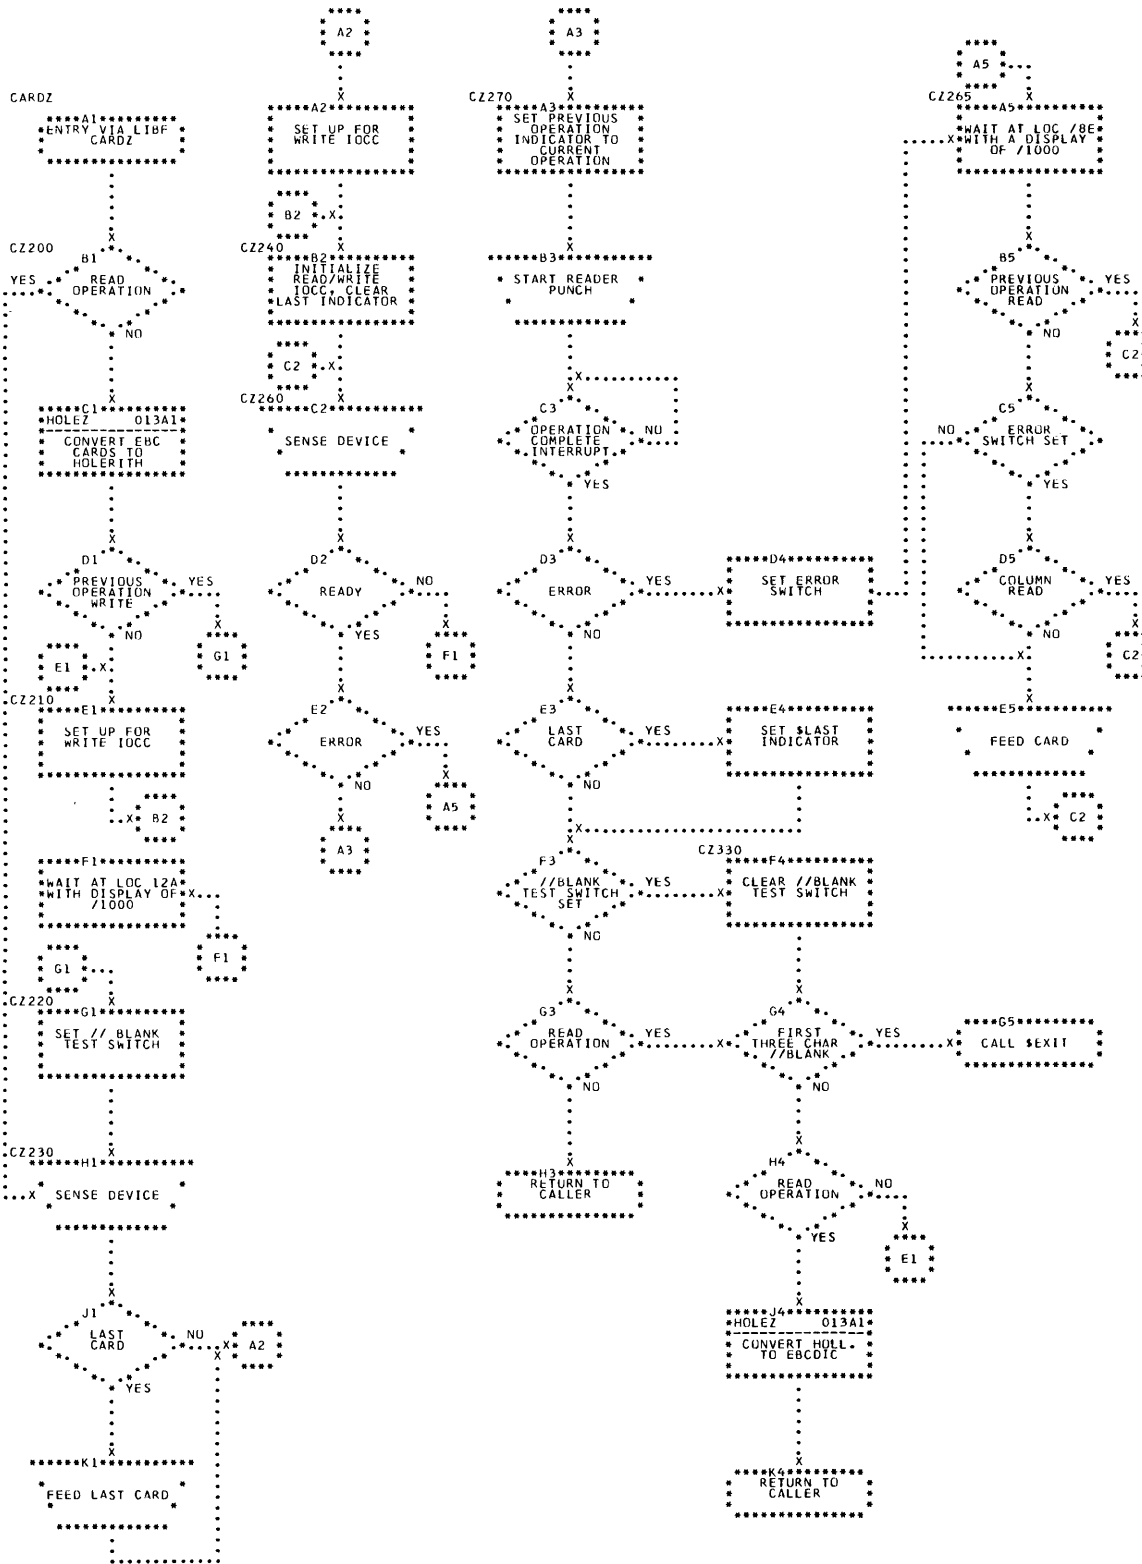 CARDZ
A1
ENTRY VIA LIBF
CARDZ
CZ200
B1
READ
OPERATION
YES
NO
C1
HOLEZ 013A1
CONVERT EBC
CARDS TO
HOLERITH
D1
PREVIOUS
OPERATION
WRITE
YES
NO
G1
E1
CZ210
E1
SET UP FOR
WRITE IOCC
B2
F1
WAIT AT LOC 12A
WITH DISPLAY OF
/1000
F1
G1
CZ220
G1
SET // BLANK
TEST SWITCH
CZ230
H1
SENSE DEVICE
J1
LAST
CARD
NO
A2
YES
K1
FEED LAST CARD
A2
A2
SET UP FOR
WRITE IOCC
B2
CZ240
B2
INITIALIZE
READ/WRITE
IOCC, CLEAR
LAST INDICATOR
C2
CZ260
C2
SENSE DEVICE
D2
READY
NO
YES
F1
E2
ERROR
YES
NO
A5
A3
A3
CZ270
A3
SET PREVIOUS
OPERATION
INDICATOR TO
CURRENT
OPERATION
B3
START READER
PUNCH
C3
OPERATION
COMPLETE
INTERRUPT
NO
YES
D3
ERROR
YES
NO
D4
SET ERROR
SWITCH
E3
LAST
CARD
YES
NO
E4
SET $LAST
INDICATOR
F3
//BLANK
TEST SWITCH
SET
YES
NO
CZ330
F4
CLEAR //BLANK
TEST SWITCH
G3
READ
OPERATION
YES
NO
G4
FIRST
THREE CHAR
//BLANK
YES
NO
G5
CALL $EXIT
H3
RETURN TO
CALLER
H4
READ
OPERATION
NO
YES
E1
J4
HOLEZ 013A1
CONVERT HOLL.
TO EBCDIC
K4
RETURN TO
CALLER
A5
CZ265
A5
WAIT AT LOC /8E
WITH A DISPLAY
OF /1000
B5
PREVIOUS
OPERATION
READ
YES
NO
C2
C5
ERROR
SWITCH SET
NO
YES
D5
COLUMN
READ
YES
NO
C2
E5
FEED CARD
C2